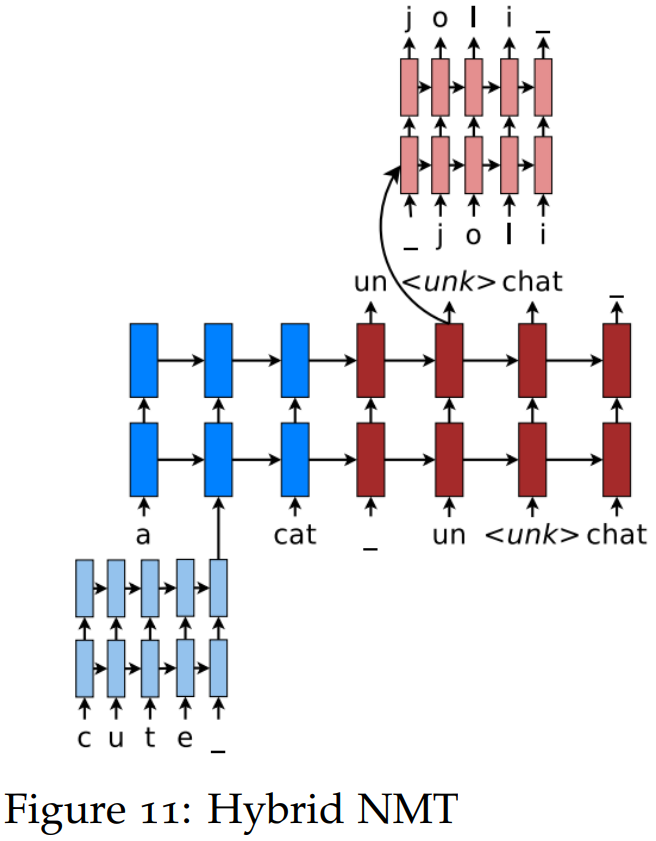 j o l i _
_ j o l i
un <unk> chat _
a cat _ un <unk> chat
c u t e _
Figure 11: Hybrid NMT